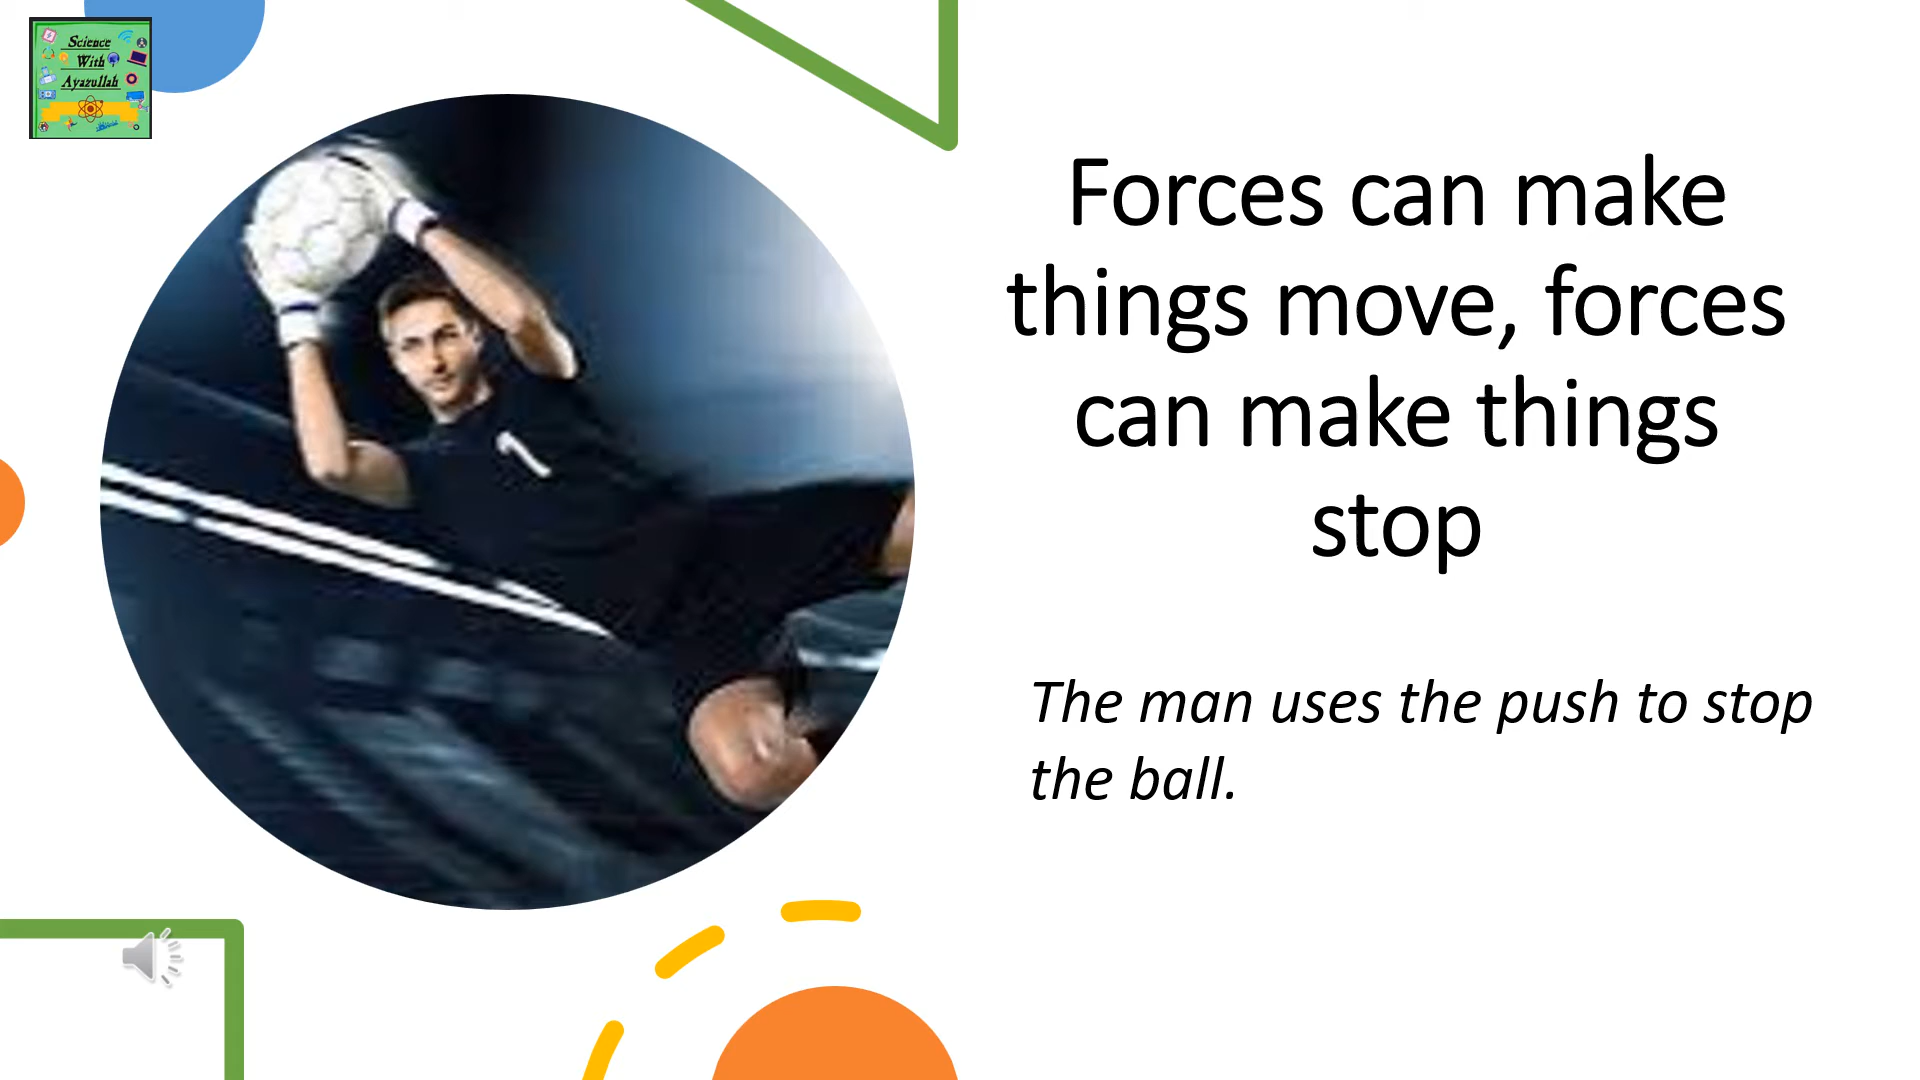 Science
With
Ayazullah
Forces can make
things move, forces
can make things
stop
The man uses the push to stop
the ball.
1